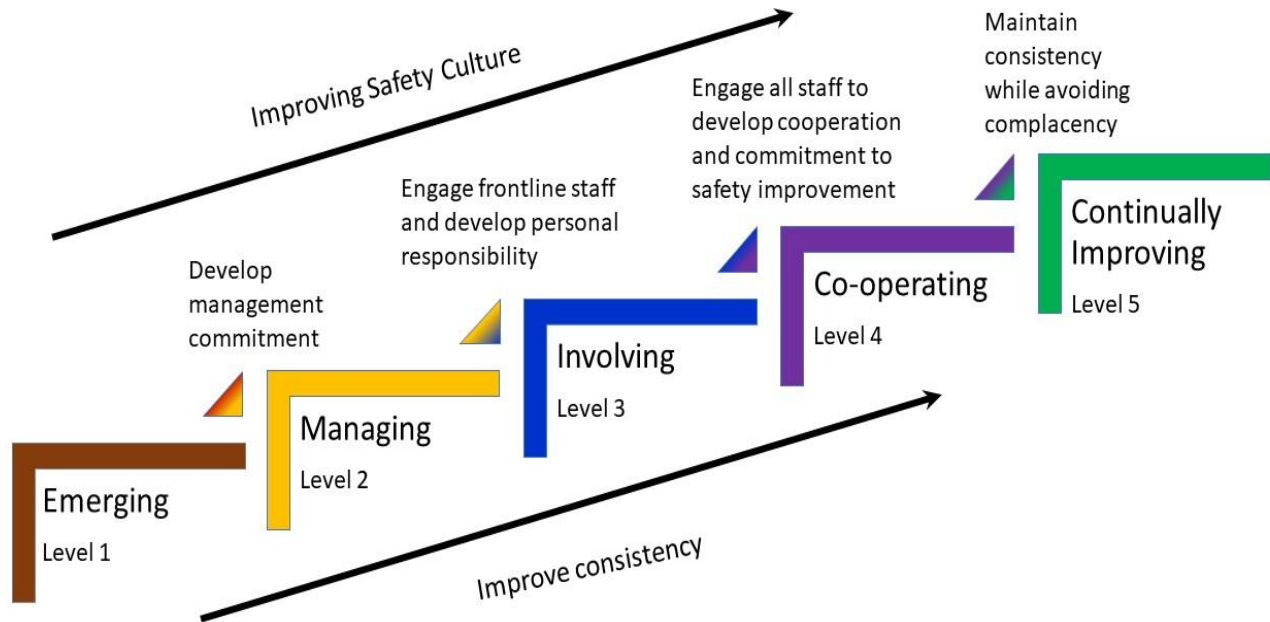 Improving Safety Culture
Maintain
consistency
while avoiding
complacency
Engage all staff to
develop cooperation
and commitment to
safety improvement
Engage frontline staff
and develop personal
responsibility
Develop
management
commitment
Continually
Improving
Level 5
Co-operating
Level 4
Involving
Level 3
Managing
Level 2
Emerging
Level 1
Improve consistency